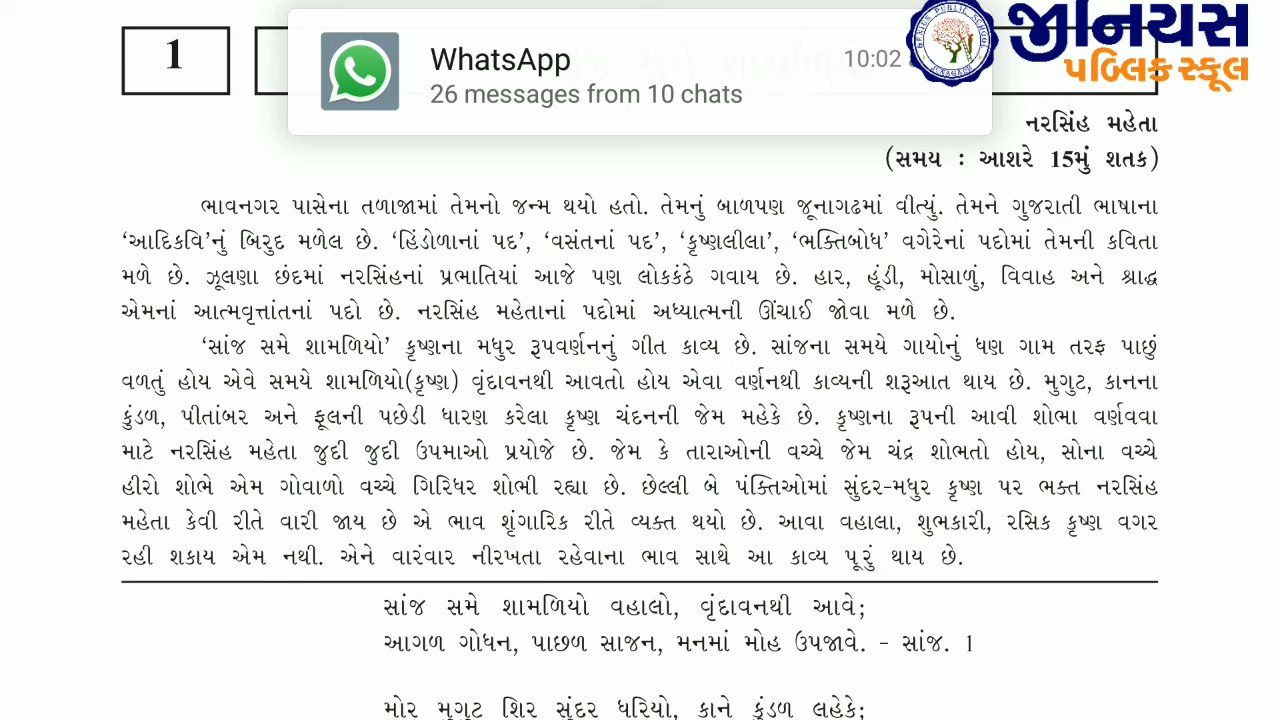 1
WhatsApp
10:02
26 messages from 10 chats
GENIUS PUBLIC SCHOOL
જીનિયસ
પબ્લિક સ્કૂલ
નરસિંહ મહેતા
(સમય : આશરે 15મું શતક)
ભાવનગર પાસેના તળાજામાં તેમનો જન્મ થયો હતો. તેમનું બાળપણ જૂનાગઢમાં વીત્યું. તેમને ગુજરાતી ભાષાના
‘આદિકવિ’નું બિરુદ મળેલ છે. ‘હિંડોળાનાં પદ’, ‘વસંતનાં પદ’, ‘કૃષ્ણલીલા’, ‘ભક્તિબોધ’ વગેરેનાં પદોમાં તેમની કવિતા
મળે છે. ઝૂલણા છંદમાં નરસિંહનાં પ્રભાતિયાં આજે પણ લોકકંઠે ગવાય છે. હાર, હૂંડી, મોસાળું, વિવાહ અને શ્રાદ્ધ
એમનાં આત્મવૃત્તાંતનાં પદો છે. નરસિંહ મહેતાનાં પદોમાં અધ્યાત્મની ઊંચાઈ જોવા મળે છે.
‘સાંજ સમે શામળિયો’ કૃષ્ણના મધુર રૂપવર્ણનનું ગીત કાવ્ય છે. સાંજના સમયે ગાયોનું ધણ ગામ તરફ પાછું
વળતું હોય એવે સમયે શામળિયો(કૃષ્ણ) વૃંદાવનથી આવતો હોય એવા વર્ણનથી કાવ્યની શરૂઆત થાય છે. મુગુટ, કાનના
કુંડળ, પીતાંબર અને ફૂલની પછેડી ધારણ કરેલા કૃષ્ણ ચંદનની જેમ મહેકે છે. કૃષ્ણના રૂપની આવી શોભા વર્ણવવા
માટે નરસિંહ મહેતા જુદી જુદી ઉપમાઓ પ્રયોજે છે. જેમ કે તારાઓની વચ્ચે જેમ ચંદ્ર શોભતો હોય, સોના વચ્ચે
હીરો શોભે એમ ગોવાળો વચ્ચે ગિરિધર શોભી રહ્યા છે. છેલ્લી બે પંક્તિઓમાં સુંદર-મધુર કૃષ્ણ પર ભક્ત નરસિંહ
મહેતા કેવી રીતે વારી જાય છે એ ભાવ શૃંગારિક રીતે વ્યક્ત થયો છે. આવા વહાલા, શુભકારી, રસિક કૃષ્ણ વગર
રહી શકાય એમ નથી. એને વારંવાર નીરખતા રહેવાના ભાવ સાથે આ કાવ્ય પૂરું થાય છે.
સાંજ સમે શામળિયો વહાલો, વૃંદાવનથી આવે;
આગળ ગોધન, પાછળ સાજન, મનમાં મોહ ઉપજાવે. - સાંજ. 1
મોર મુગુટ શિર સુંદર ધરિયો, કાને કુંડળ લહેકે;